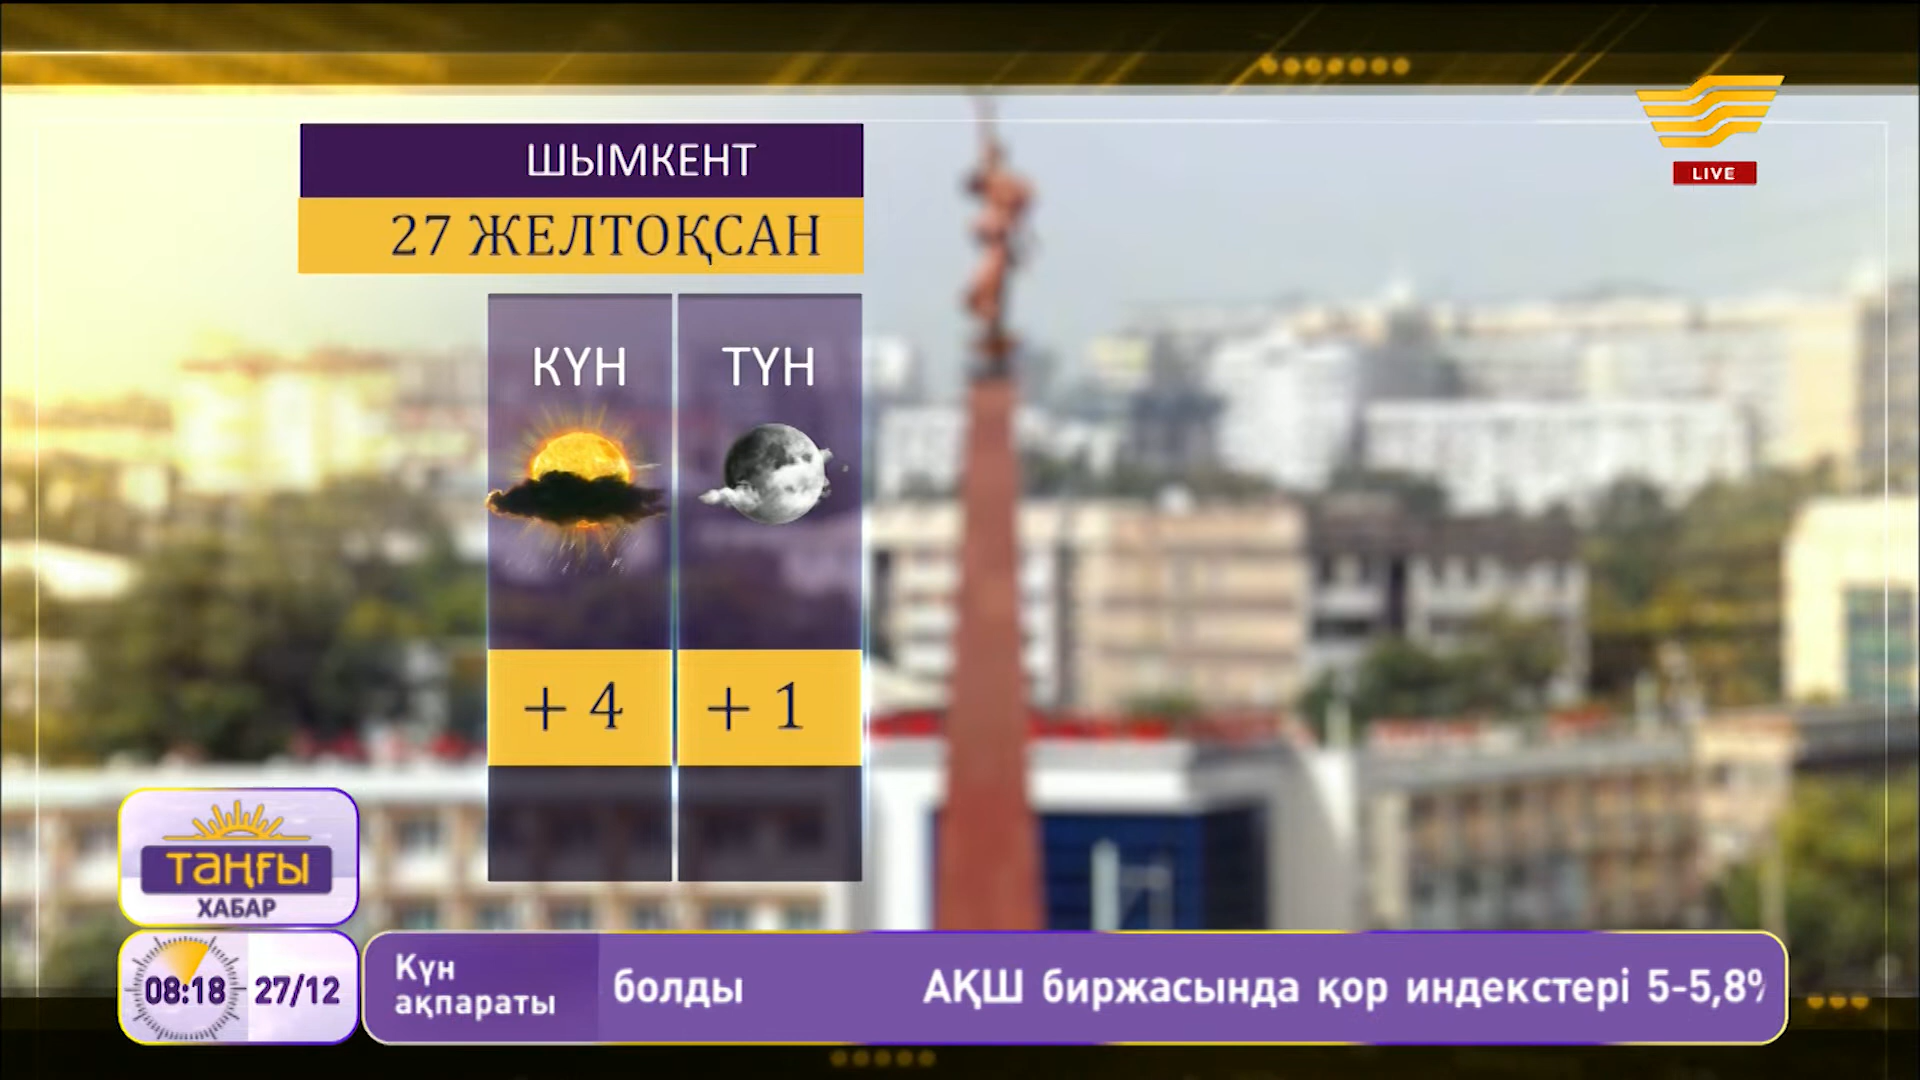 ШЫМКЕНТ
LIVE
27 ЖЕЛТОҚСАН
КҮН
ТҮН
+ 4
+ 1
таңғы
ХАБАР
08:18
27/12
Күн
ақпараты
болды
АҚШ биржасында қор индекстері 5-5,8%